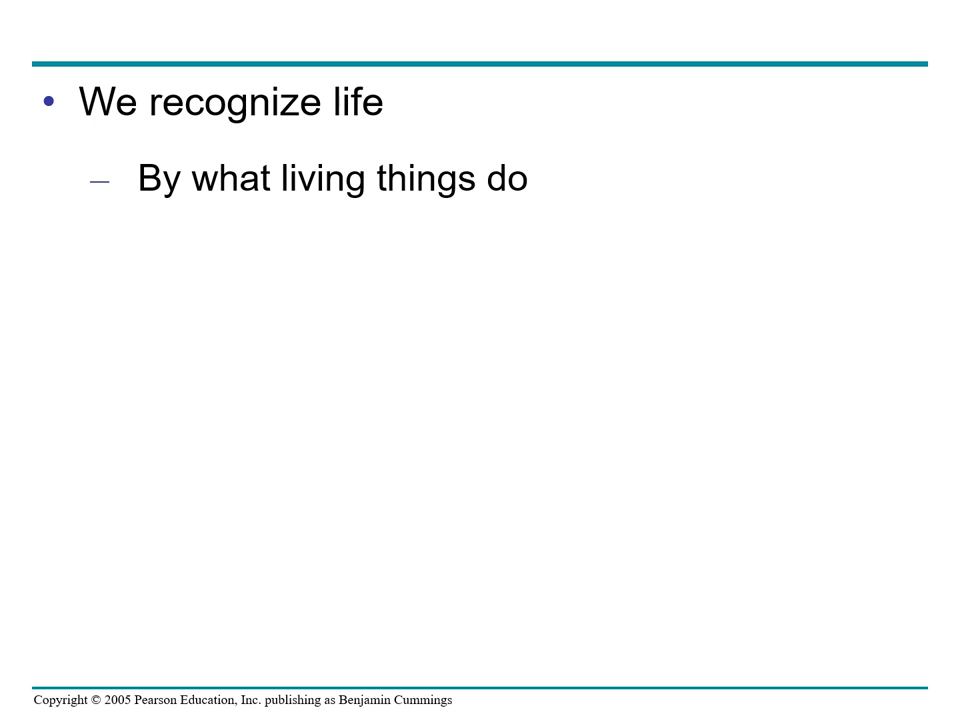 • We recognize life
– By what living things do
Copyright © 2005 Pearson Education, Inc. publishing as Benjamin Cummings